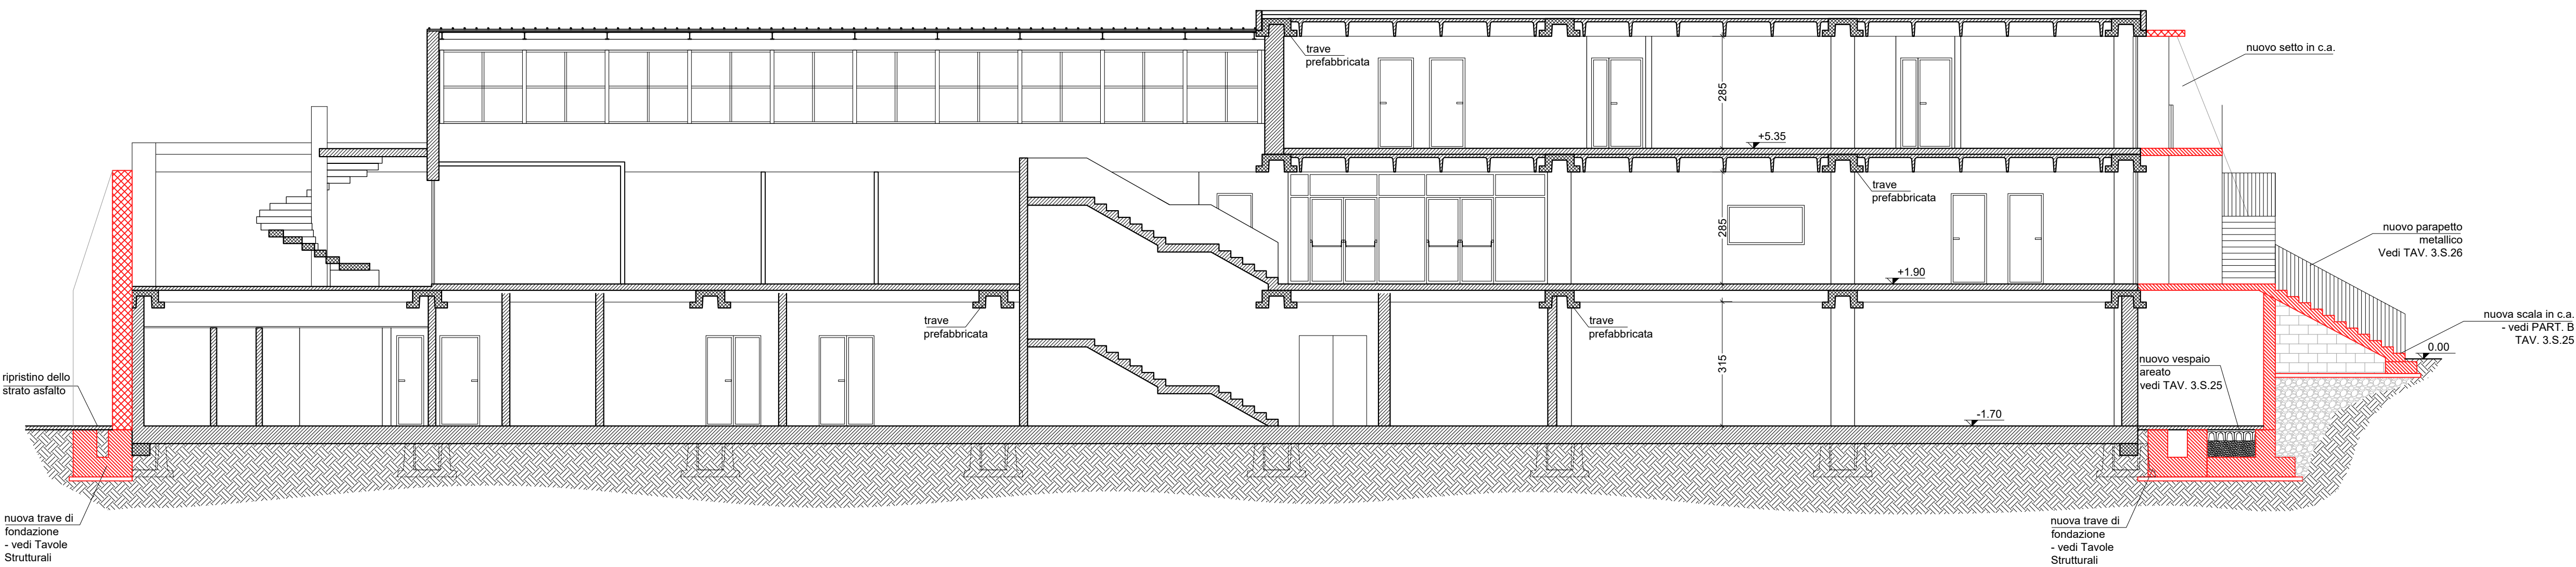 trave
prefabbricata
nuovo setto in c.a.
285
+5.35
trave
prefabbricata
285
nuovo parapetto
metallico
Vedi TAV. 3.S.26
+1.90
trave
prefabbricata
trave
prefabbricata
nuova scala in c.a.
- vedi PART. B
TAV. 3.S.25
0.00
315
nuovo vespaio
areato
vedi TAV. 3.S.25
ripristino dello
strato asfalto
-1.70
nuova trave di
fondazione
- vedi Tavole
Strutturali
nuova trave di
fondazione
- vedi Tavole
Strutturali